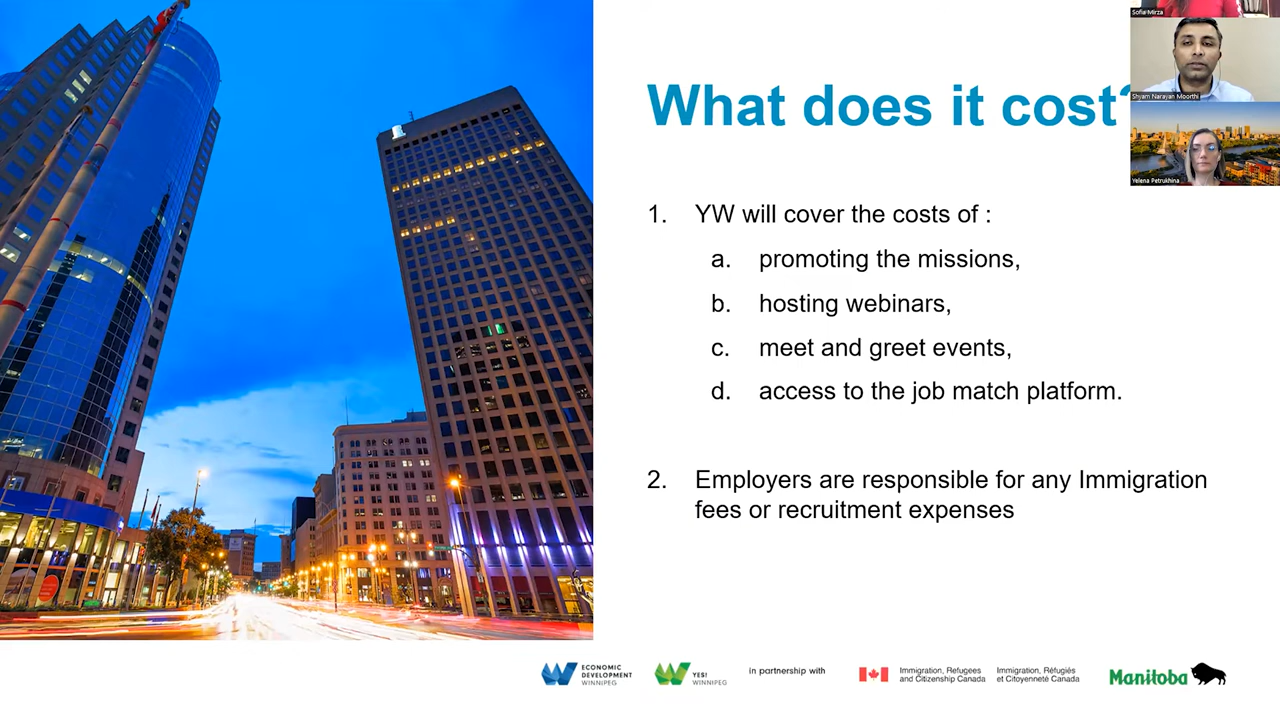 Sofia Mirza
What does it cost?
Shyam Narayan Moorthi
Yelena Petrukhina
1. YW will cover the costs of :
a. promoting the missions,
b. hosting webinars,
c. meet and greet events,
d. access to the job match platform.
2. Employers are responsible for any Immigration
fees or recruitment expenses
ECONOMIC
DEVELOPMENT
WINNIPEG
YES!
WINNIPEG
in partnership with
Immigration, Refugees
and Citizenship Canada
Immigration, Réfugiés
et Citoyenneté Canada
Manitoba